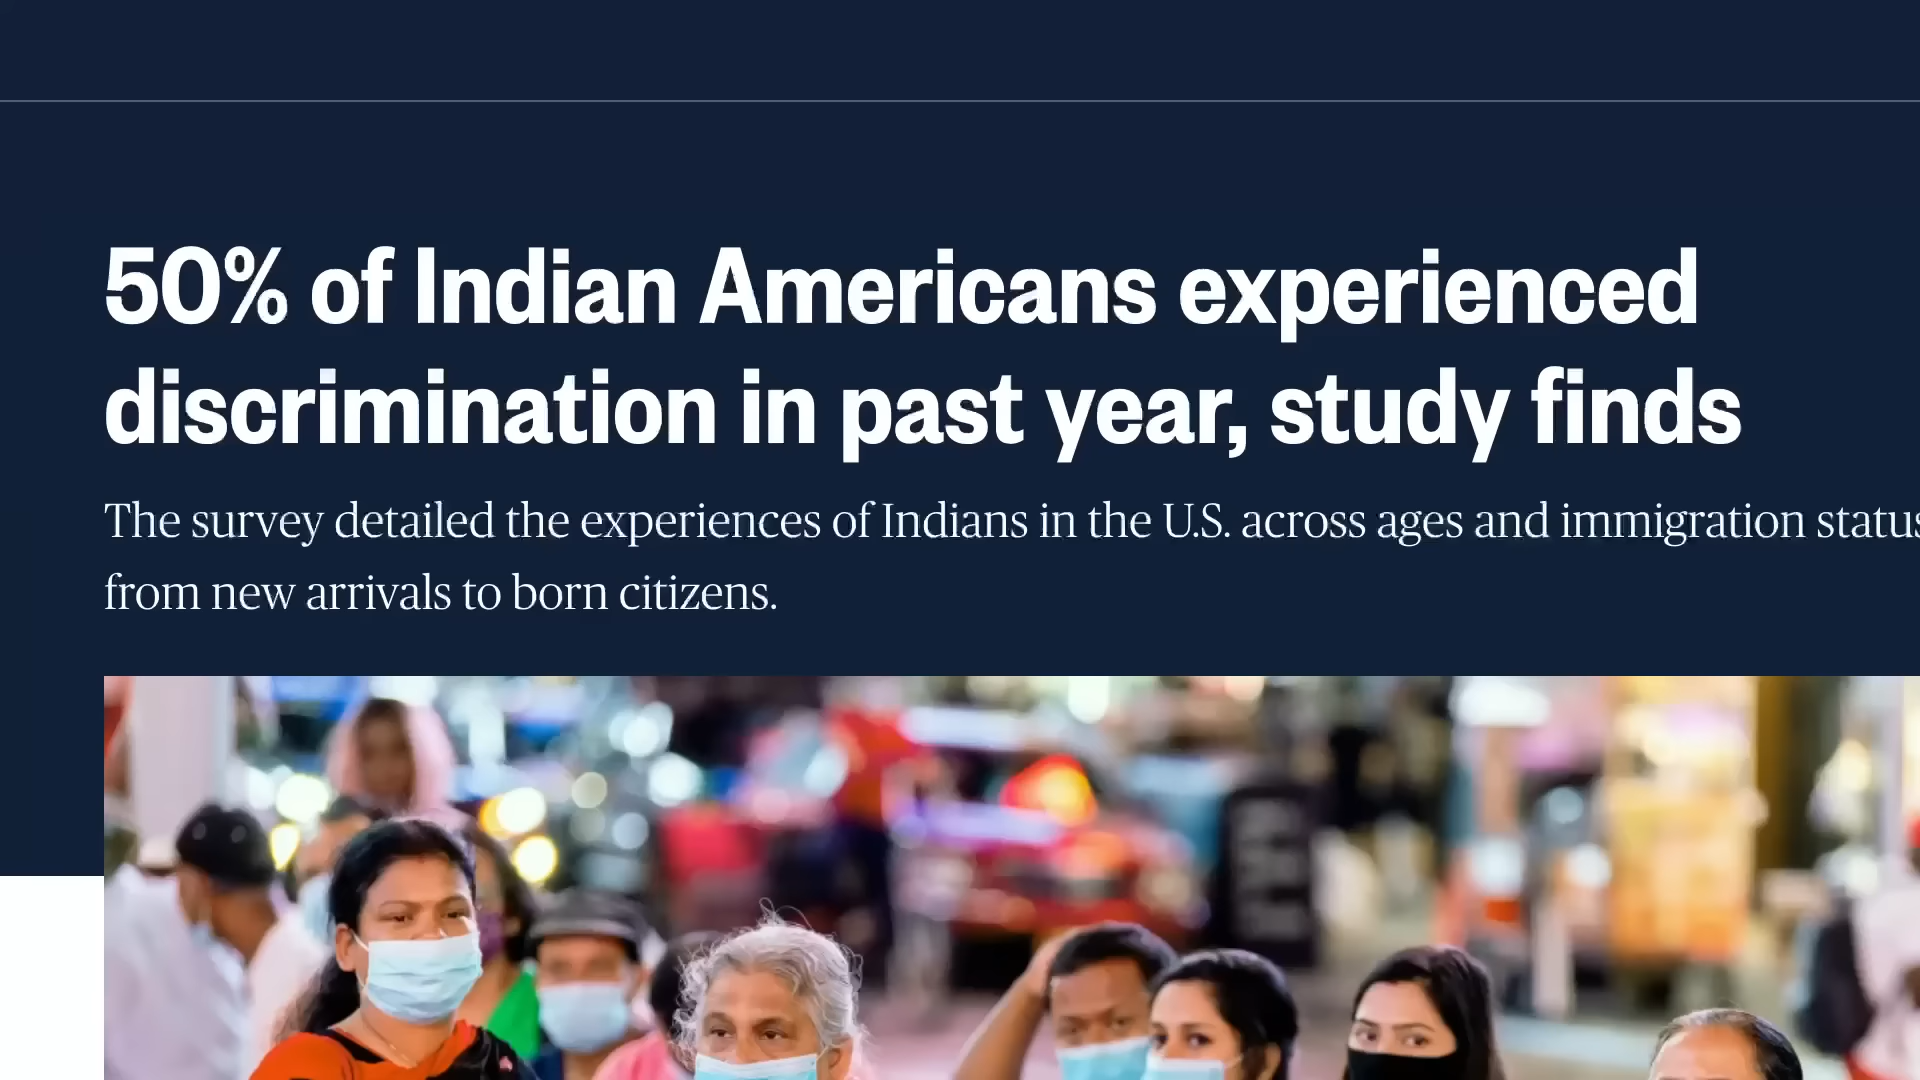 50% of Indian Americans experienced
discrimination in past year, study finds
The survey detailed the experiences of Indians in the U.S. across ages and immigration status
from new arrivals to born citizens.